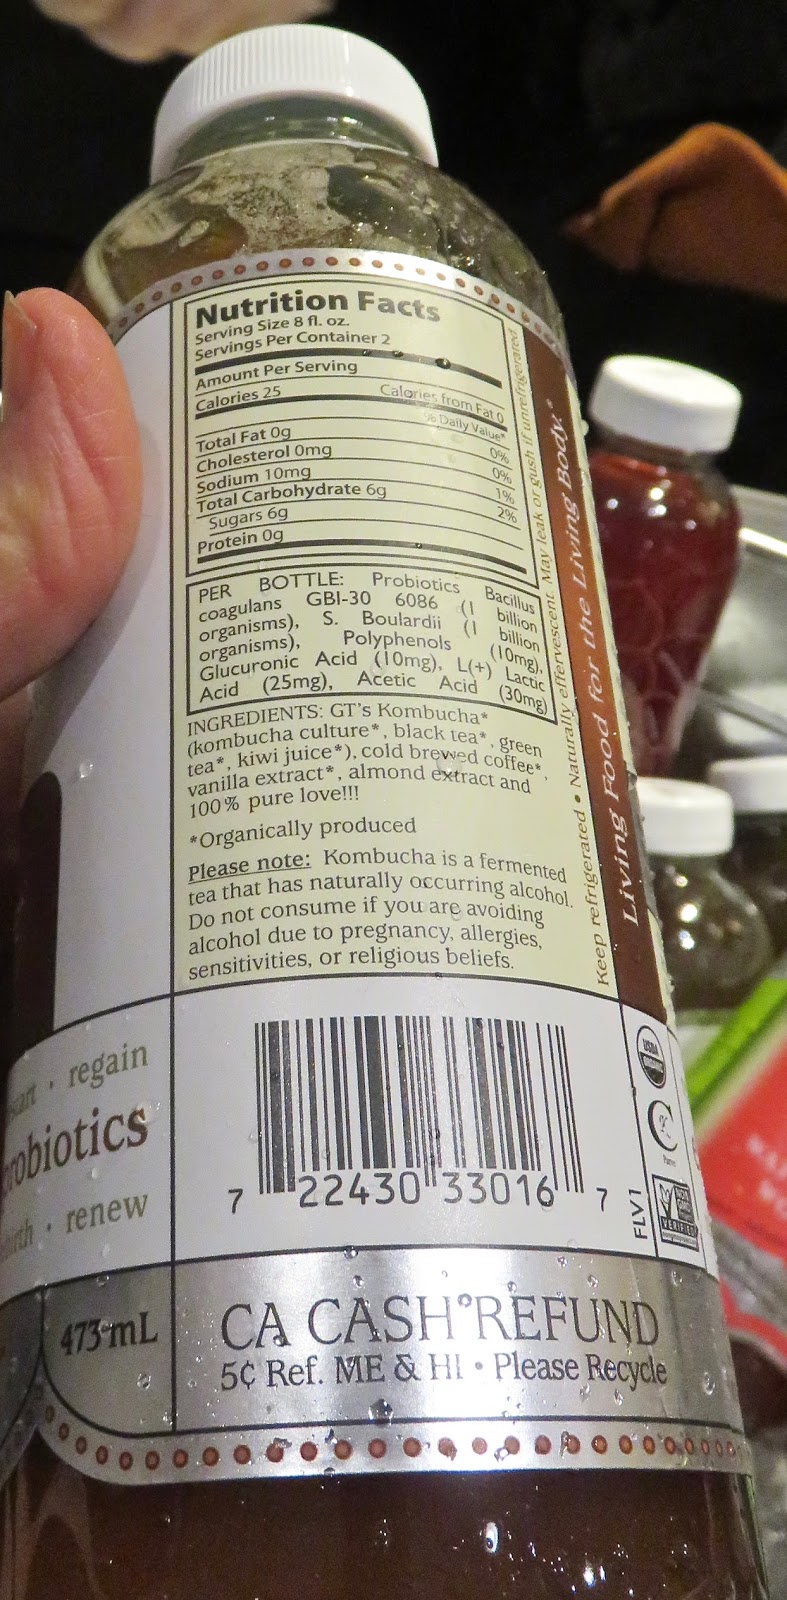 Nutrition Facts
Serving Size 8 fl. oz.
Servings Per Container 2
Amount Per Serving
Calories 25 Calories from Fat 0
% Daily Value*
Total Fat 0g 0%
Cholesterol 0mg 0%
Sodium 10mg 1%
Total Carbohydrate 6g 2%
Sugars 6g
Protein 0g
PER BOTTLE: Probiotics Bacillus
coagulans GBI-30 6086 (1 billion
organisms), S. Boulardii (1 billion
organisms), Polyphenols (10mg),
Glucuronic Acid (10mg), L(+) Lactic
Acid (25mg), Acetic Acid (30mg)
INGREDIENTS: GT's Kombucha*
(kombucha culture*, black tea*, green
tea*, kiwi juice*), cold brewed coffee*,
vanilla extract*, almond extract and
100% pure love!!!
*Organically produced
Please note: Kombucha is a fermented
tea that has naturally occurring alcohol.
Do not consume if you are avoiding
alcohol due to pregnancy, allergies,
sensitivities, or religious beliefs.
Keep refrigerated • Naturally effervescent. May leak or gush if unrefrigerated.
Living Food for the Living Body.®
· regain
probiotics
· renew
7 22430 33016 7
FLV1
USDA
ORGANIC
VERIFIED
473 mL
CA CASH REFUND
5¢ Ref. ME & HI • Please Recycle